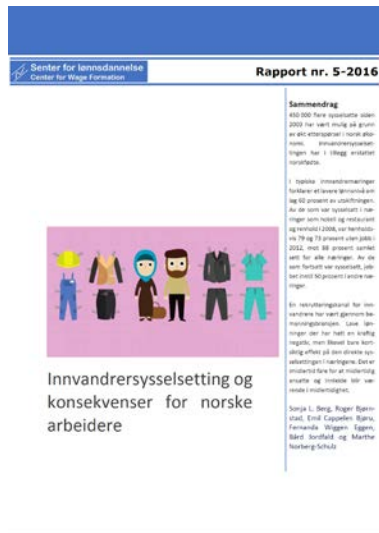 Senter for lønnsdannelse
Center for Wage Formation
Rapport nr. 5-2016
Sammendrag
450 000 flere sysselsatte siden
2003 har vært mulig på grunn
av økt etterspørsel i norsk øko-
nomi. Innvandrersysselset-
tingen har i tillegg erstattet
norskfødte.
I typiske innvandrernæringer
forklarer et lavere lønnsnivå om
lag 60 prosent av utskiftningen.
Av de som var sysselsatt i næ-
ringer som hotell og restaurant
og renhold i 2008, var henholds-
vis 79 og 73 prosent uten jobb i
2012, mot 88 prosent samlet
sett for alle næringer. Av de
som fortsatt var sysselsatt, job-
bet inntil 50 prosent i andre næ-
ringer.
En rekrutteringskanal for inn-
vandrere har vært gjennom be-
manningsbransjen. Lave løn-
ninger der har hatt en kraftig
negativ, men likevel bare kort-
siktig effekt på den direkte sys-
selsettingen i næringene. Det er
imidlertid fare for at midlertidig
ansatte og innleide blir væ-
rende i midlertidighet.
Innvandrersysselsetting og
konsekvenser for norske
arbeidere
Sonja L. Berg, Roger Bjørn-
stad, Emil Cappelen Bjøru,
Fernanda Wiggen Eggen,
Bård Jordfald og Marthe
Norberg-Schulz